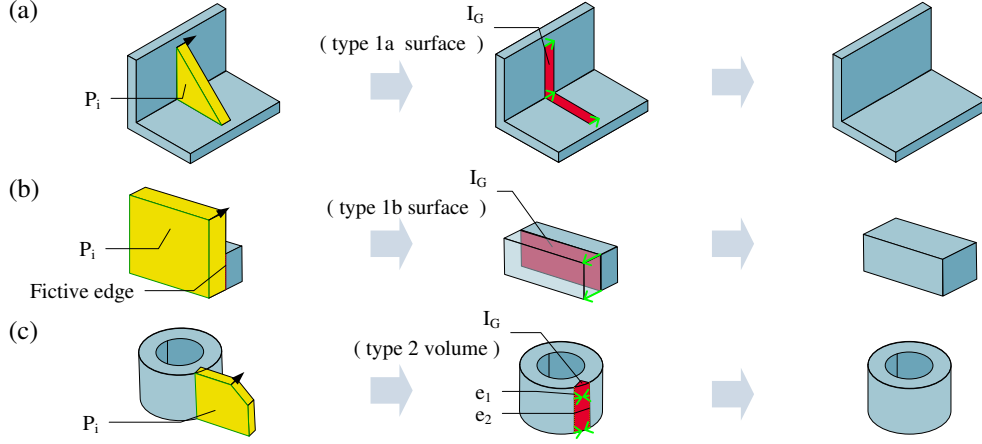 (a)
I_G
( type 1a surface )
P_i
(b)
I_G
( type 1b surface )
P_i
Fictive edge
(c)
I_G
( type 2 volume )
e_1
e_2
P_i